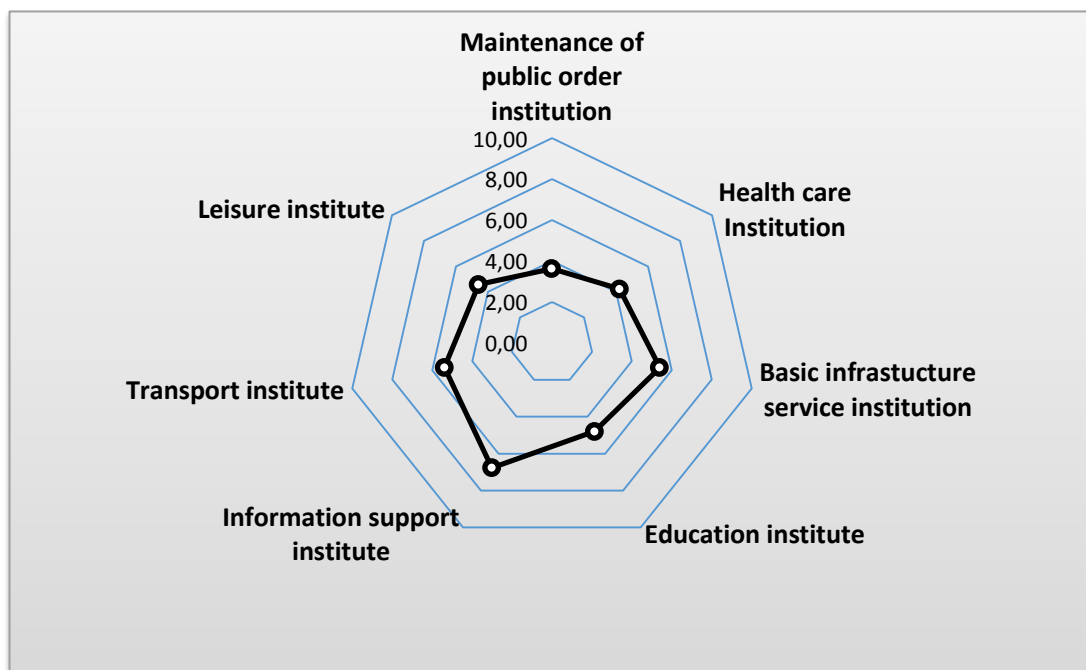 Maintenance of
public order
institution
10,00
8,00
6,00
4,00
2,00
0,00
Health care
Institution
Basic infrastucture
service institution
Education institute
Information support
institute
Transport institute
Leisure institute